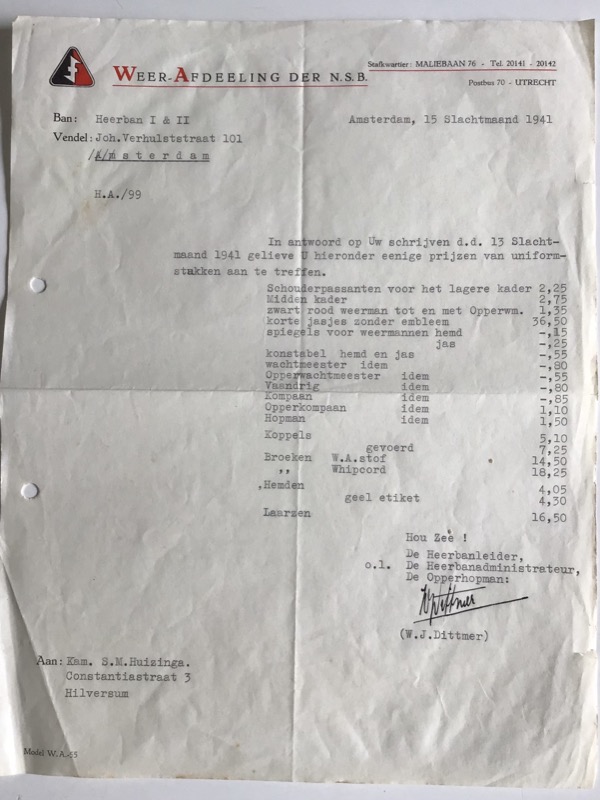 WEER-AFDEELING DER N.S.B.
Stafkwartier: MALIEBAAN 76 - Tel. 20141 - 20142
Postbus 70 - UTRECHT
Ban: Heerban I & II
Amsterdam, 15 Slachtmaand 1941
Vendel: Joh.Verhulststraat 101
/A/msterdam
H.A./99
In antwoord op Uw schrijven d.d. 13 Slacht-
maand 1941 gelieve U hieronder eenige prijzen van uniform-
stukken aan te treffen.
Schouderpassanten voor het lagere kader 2,25
Midden kader 2,75
zwart rood weerman tot en met Opperwm. 1,35
korte jasjes zonder embleem 36,50
spiegels voor weermannen hemd -,15
jas -,25
konstabel hemd en jas -,55
wachtmeester idem -,80
Opperwachtmeester idem -,55
Vaandrig idem -,80
Kompaan idem -,85
Opperkompaan idem 1,10
Hopman idem 1,50
Koppels 5,10
gevoerd 7,25
Broeken W.A.stof 14,50
,, Whipcord 18,25
Hemden 4,05
geel etiket 4,30
Laarzen 16,50
Hou Zee !
De Heerbanleider,
o.l. De Heerbanadministrateur,
De Opperhopman:
(W.J.Dittmer)
Aan: Kam. S.M.Huizinga.
Constantiastraat 3
Hilversum
Model W.A.-55